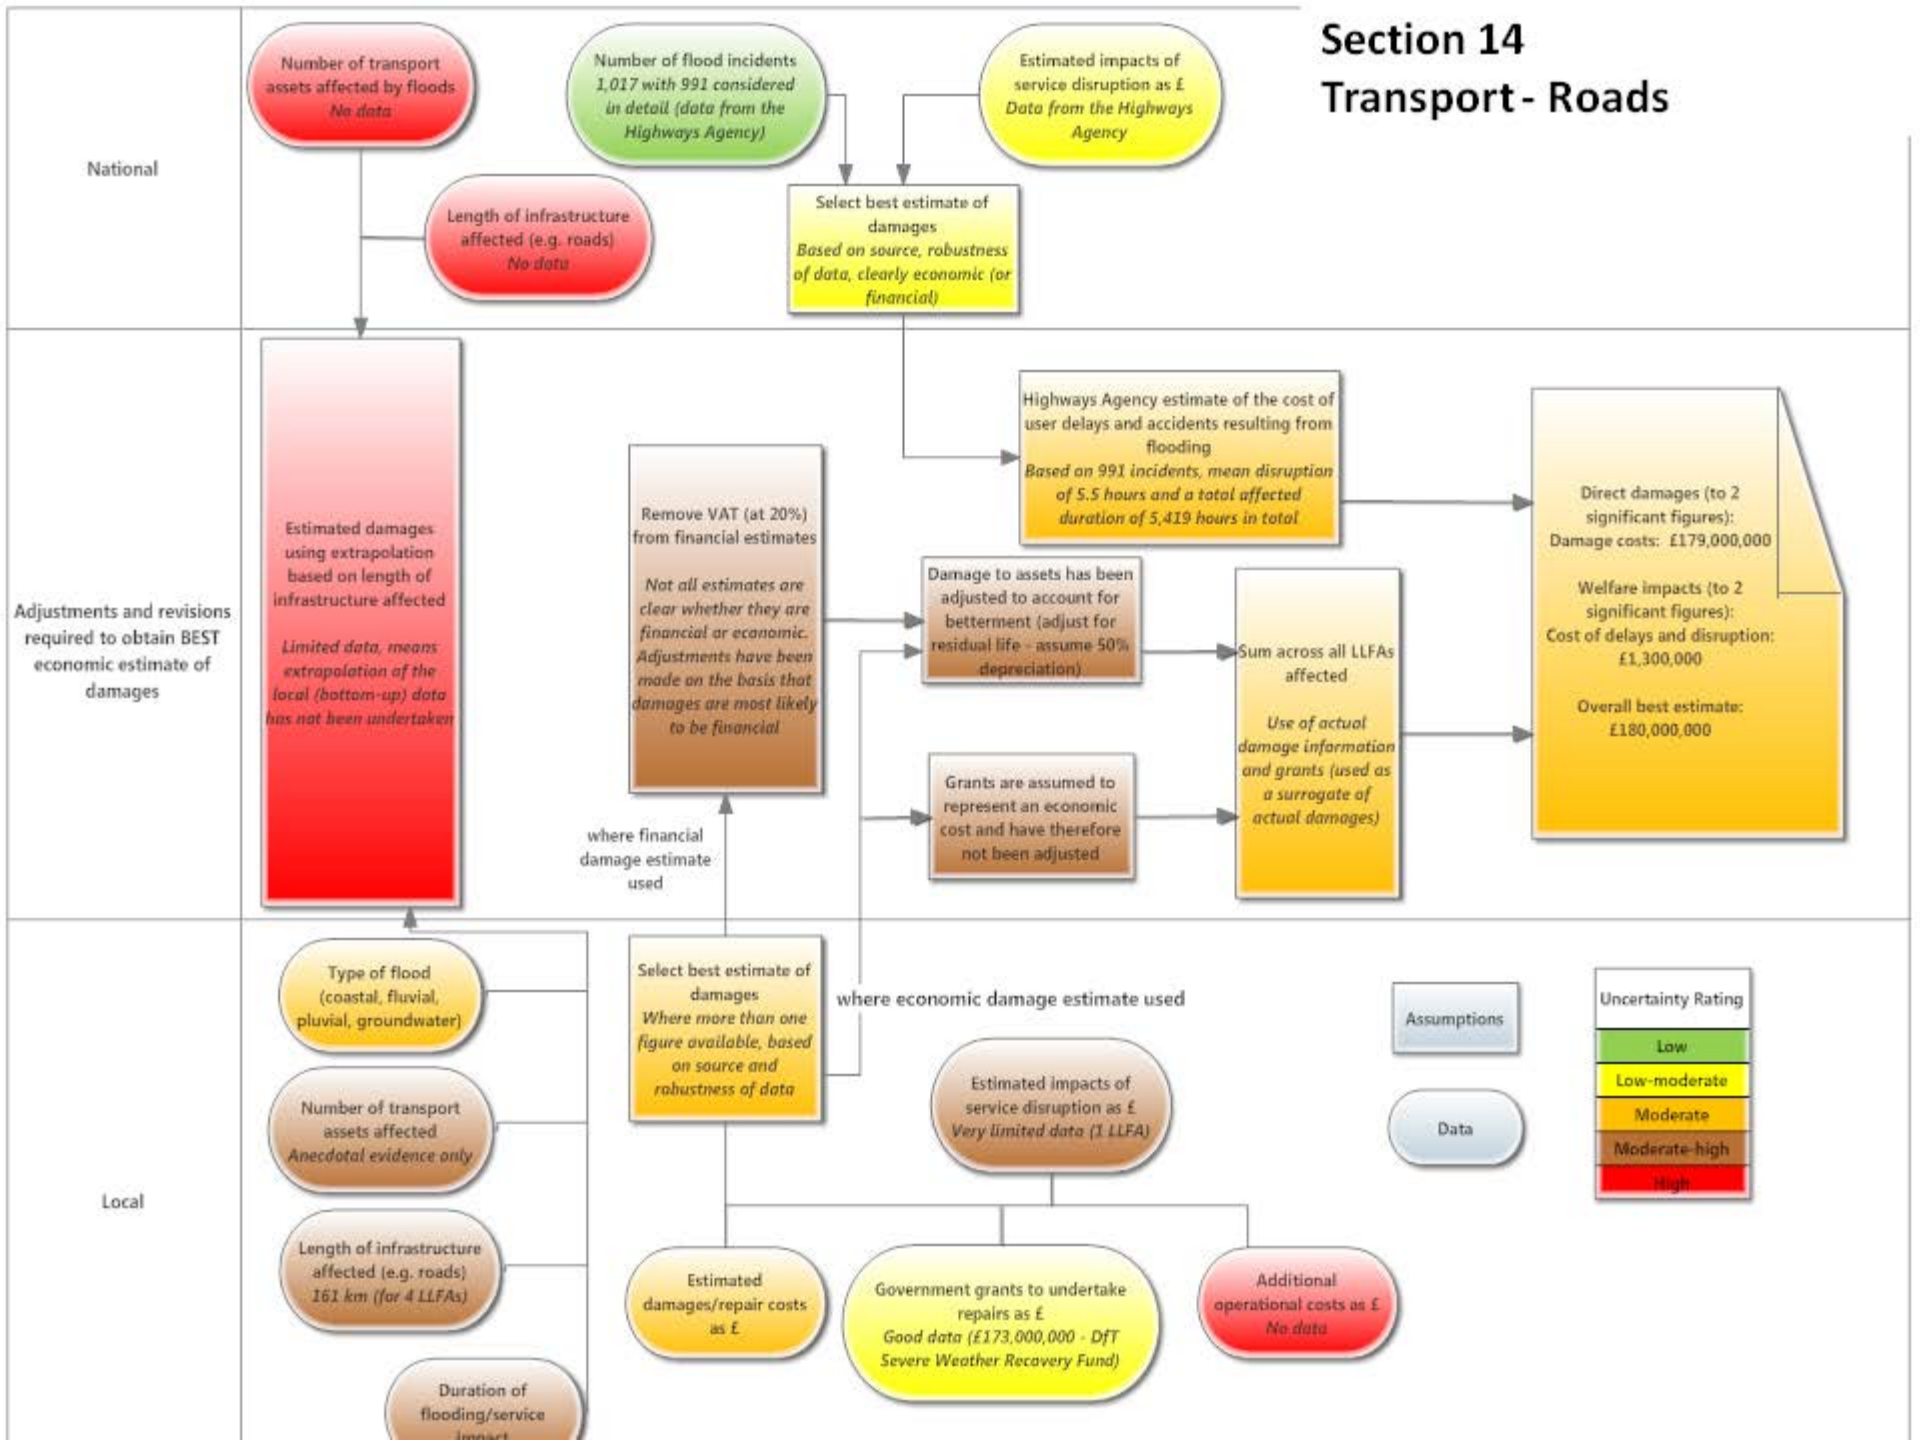 Section 14
Transport - Roads
National
Number of transport
assets affected by floods
No data
Number of flood incidents
1,017 with 991 considered
in detail (data from the
Highways Agency)
Estimated impacts of
service disruption as £
Data from the Highways
Agency
Length of infrastructure
affected (e.g. roads)
No data
Select best estimate of
damages
Based on source, robustness
of data, clearly economic (or
financial)
Adjustments and revisions
required to obtain BEST
economic estimate of
damages
Estimated damages
using extrapolation
based on length of
infrastructure affected
Limited data, means
extrapolation of the
local (bottom-up) data
has not been undertaken
Remove VAT (at 20%)
from financial estimates
Not all estimates are
clear whether they are
financial or economic.
Adjustments have been
made on the basis that
damages are most likely
to be financial
where financial
damage estimate
used
Highways Agency estimate of the cost of
user delays and accidents resulting from
flooding
Based on 991 incidents, mean disruption
of 5.5 hours and a total affected
duration of 5,419 hours in total
Damage to assets has been
adjusted to account for
betterment (adjust for
residual life - assume 50%
depreciation)
Grants are assumed to
represent an economic
cost and have therefore
not been adjusted
Sum across all LLFAs
affected
Use of actual
damage information
and grants (used as
a surrogate of
actual damages)
Direct damages (to 2
significant figures):
Damage costs: £179,000,000
Welfare impacts (to 2
significant figures):
Cost of delays and disruption:
£1,300,000
Overall best estimate:
£180,000,000
Local
Type of flood
(coastal, fluvial,
pluvial, groundwater)
Number of transport
assets affected
Anecdotal evidence only
Length of infrastructure
affected (e.g. roads)
161 km (for 4 LLFAs)
Duration of
flooding/service
impact
Select best estimate of
damages
Where more than one
figure available, based
on source and
robustness of data
where economic damage estimate used
Estimated impacts of
service disruption as £
Very limited data (1 LLFA)
Estimated
damages/repair costs
as £
Government grants to undertake
repairs as £
Good data (£173,000,000 - DfT
Severe Weather Recovery Fund)
Additional
operational costs as £
No data
Assumptions
Data
Uncertainty Rating
Low
Low-moderate
Moderate
Moderate-high
High